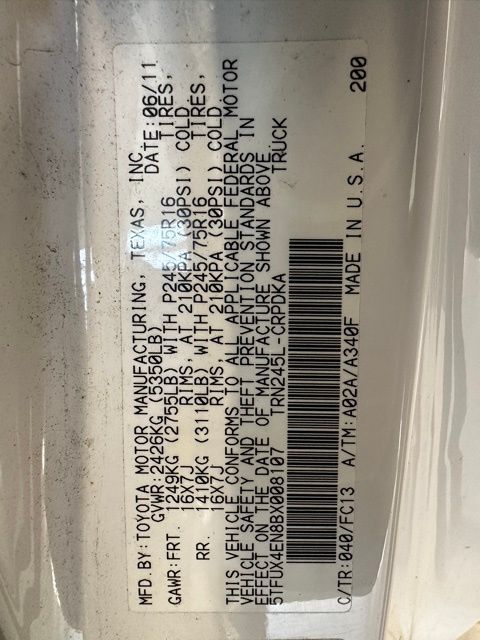 MFD.BY:TOYOTA MOTOR MANUFACTURING, TEXAS, INC.
GVWR:2426KG (5350LB) DATE:06/11
GAWR:FRT. 1249KG (2755LB) WITH P245/75R16 TIRES,
16X7J RIMS, AT 210KPA (30PSI) COLD.
RR. 1410KG (3110LB) WITH P245/75R16 TIRES,
16X7J RIMS, AT 210KPA (30PSI) COLD.
THIS VEHICLE CONFORMS TO ALL APPLICABLE FEDERAL MOTOR
VEHICLE SAFETY AND THEFT PREVENTION STANDARDS IN
EFFECT ON THE DATE OF MANUFACTURE SHOWN ABOVE.
5TFUX4EN8BX008107 TRN245L-CRPDKA TRUCK
C/TR:040/FC13 A/TM:A02A/A340F MADE IN U.S.A. 200